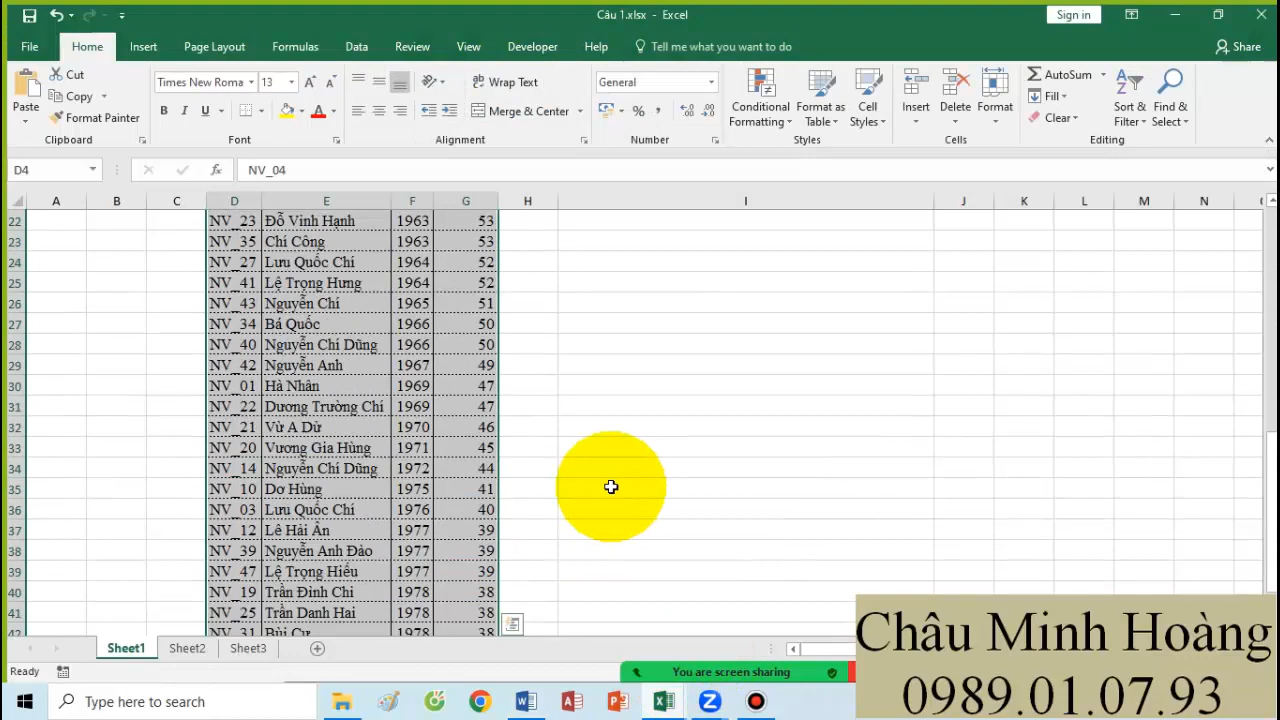 Câu 1.xlsx - Excel
Sign in
File Home Insert Page Layout Formulas Data Review View Developer Help Tell me what you want to do Share
Paste Cut Copy Format Painter Clipboard
Times New Roma 13 B I U Font
Wrap Text Merge & Center Alignment
General % , Number
Conditional Formatting Format as Table Cell Styles Styles
Insert Delete Format Cells
AutoSum Fill Clear Sort & Filter Find & Select Editing
D4 fx NV_04
A B C D E F G H I J K L M N
22 NV_23 Đỗ Vinh Hạnh 1963 53
23 NV_35 Chí Công 1963 53
24 NV_27 Lưu Quốc Chí 1964 52
25 NV_41 Lệ Trọng Hưng 1964 52
26 NV_43 Nguyễn Chí 1965 51
27 NV_34 Bá Quốc 1966 50
28 NV_40 Nguyễn Chí Dũng 1966 50
29 NV_42 Nguyễn Anh 1967 49
30 NV_01 Hà Nhân 1969 47
31 NV_22 Dương Trường Chí 1969 47
32 NV_21 Vừ A Dử 1970 46
33 NV_20 Vương Gia Hùng 1971 45
34 NV_14 Nguyễn Chí Dũng 1972 44
35 NV_10 Dơ Hùng 1975 41
36 NV_03 Lưu Quốc Chí 1976 40
37 NV_12 Lê Hải Ân 1977 39
38 NV_39 Nguyễn Anh Đảo 1977 39
39 NV_47 Lệ Trọng Hiếu 1977 39
40 NV_19 Trần Đình Chi 1978 38
41 NV_25 Trần Danh Hai 1978 38
42 NV_31 Bùi Cư 1978 38
Sheet1 Sheet2 Sheet3
Ready
You are screen sharing
Type here to search
Châu Minh Hoàng
0989.01.07.93